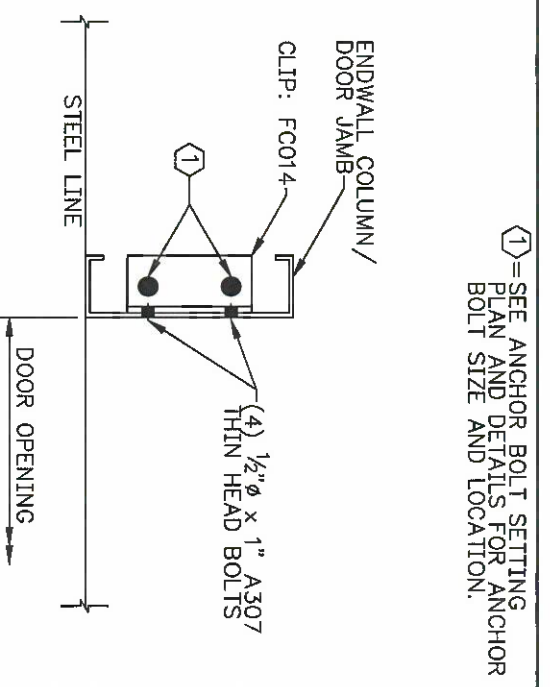 ①=SEE ANCHOR BOLT SETTING
PLAN AND DETAILS FOR ANCHOR
BOLT SIZE AND LOCATION.
ENDWALL COLUMN/
DOOR JAMB
CLIP: FC014
1
(4) ½"ø x 1" A307
THIN HEAD BOLTS
STEEL LINE
DOOR OPENING